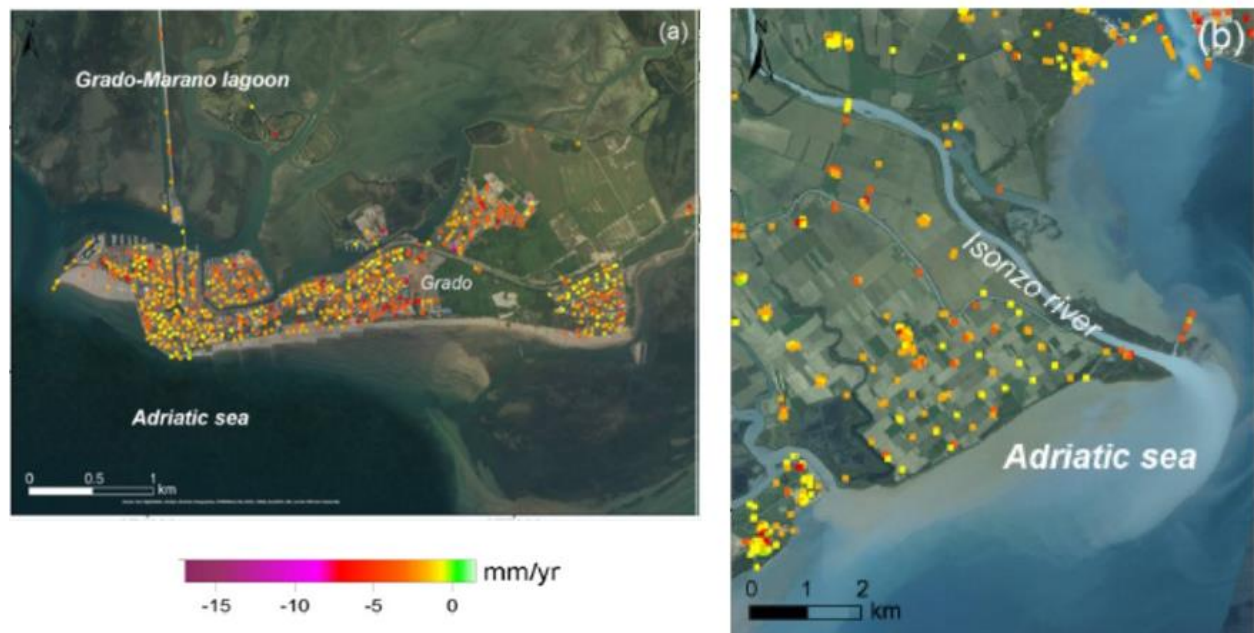 (a)
N
Grado-Marano lagoon
Grado
Adriatic sea
0 0.5 1
km
-15 -10 -5 0
mm/yr
(b)
N
Isonzo river
Adriatic sea
0 1 2
km